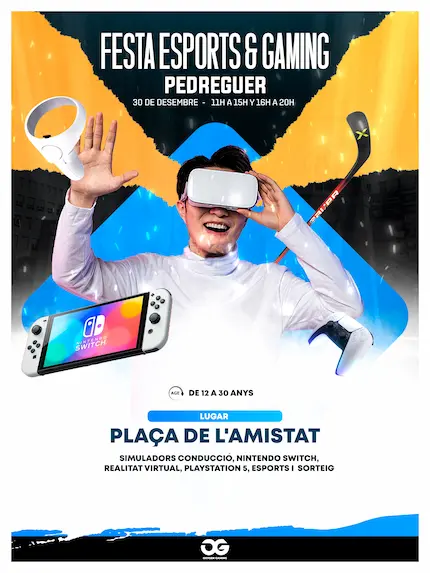 FESTA ESPORTS & GAMING
PEDREGUER
30 DE DESEMBRE - 11H A 15H Y 16H A 20H
NINTENDO
SWITCH
AGE
DE 12 A 30 ANYS
LUGAR
PLAÇA DE L'AMISTAT
SIMULADORS CONDUCCIÓ, NINTENDO SWITCH,
REALITAT VIRTUAL, PLAYSTATION 5, ESPORTS I SORTEIG